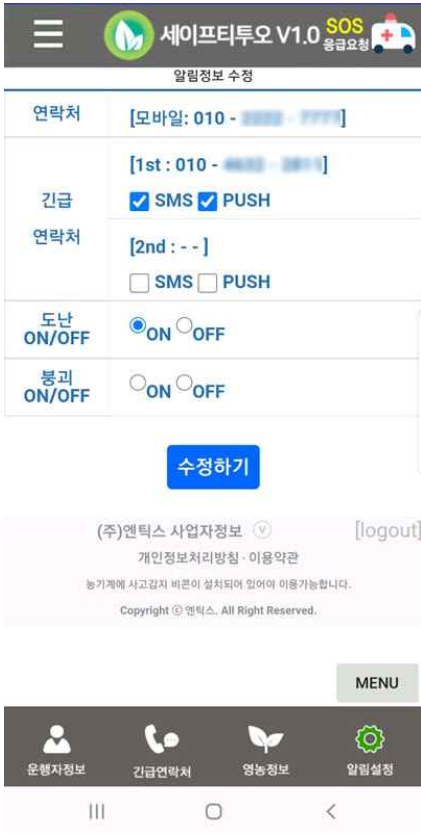 세이프티투오 V1.0 SOS 응급요청
알림정보 수정
연락처 [모바일: 010 - ]
[1st : 010 - ]
긴급 연락처
SMS PUSH
[2nd : - - ]
SMS PUSH
도난 ON/OFF
ON OFF
붕괴 ON/OFF
ON OFF
수정하기
(주)엔틱스 사업자정보 [logout]
개인정보처리방침 · 이용약관
농기계에 사고감지 비콘이 설치되어 있어야 이용가능합니다.
Copyright ⓒ 엔틱스. All Right Reserved.
MENU
운행자정보 긴급연락처 영농정보 알림설정